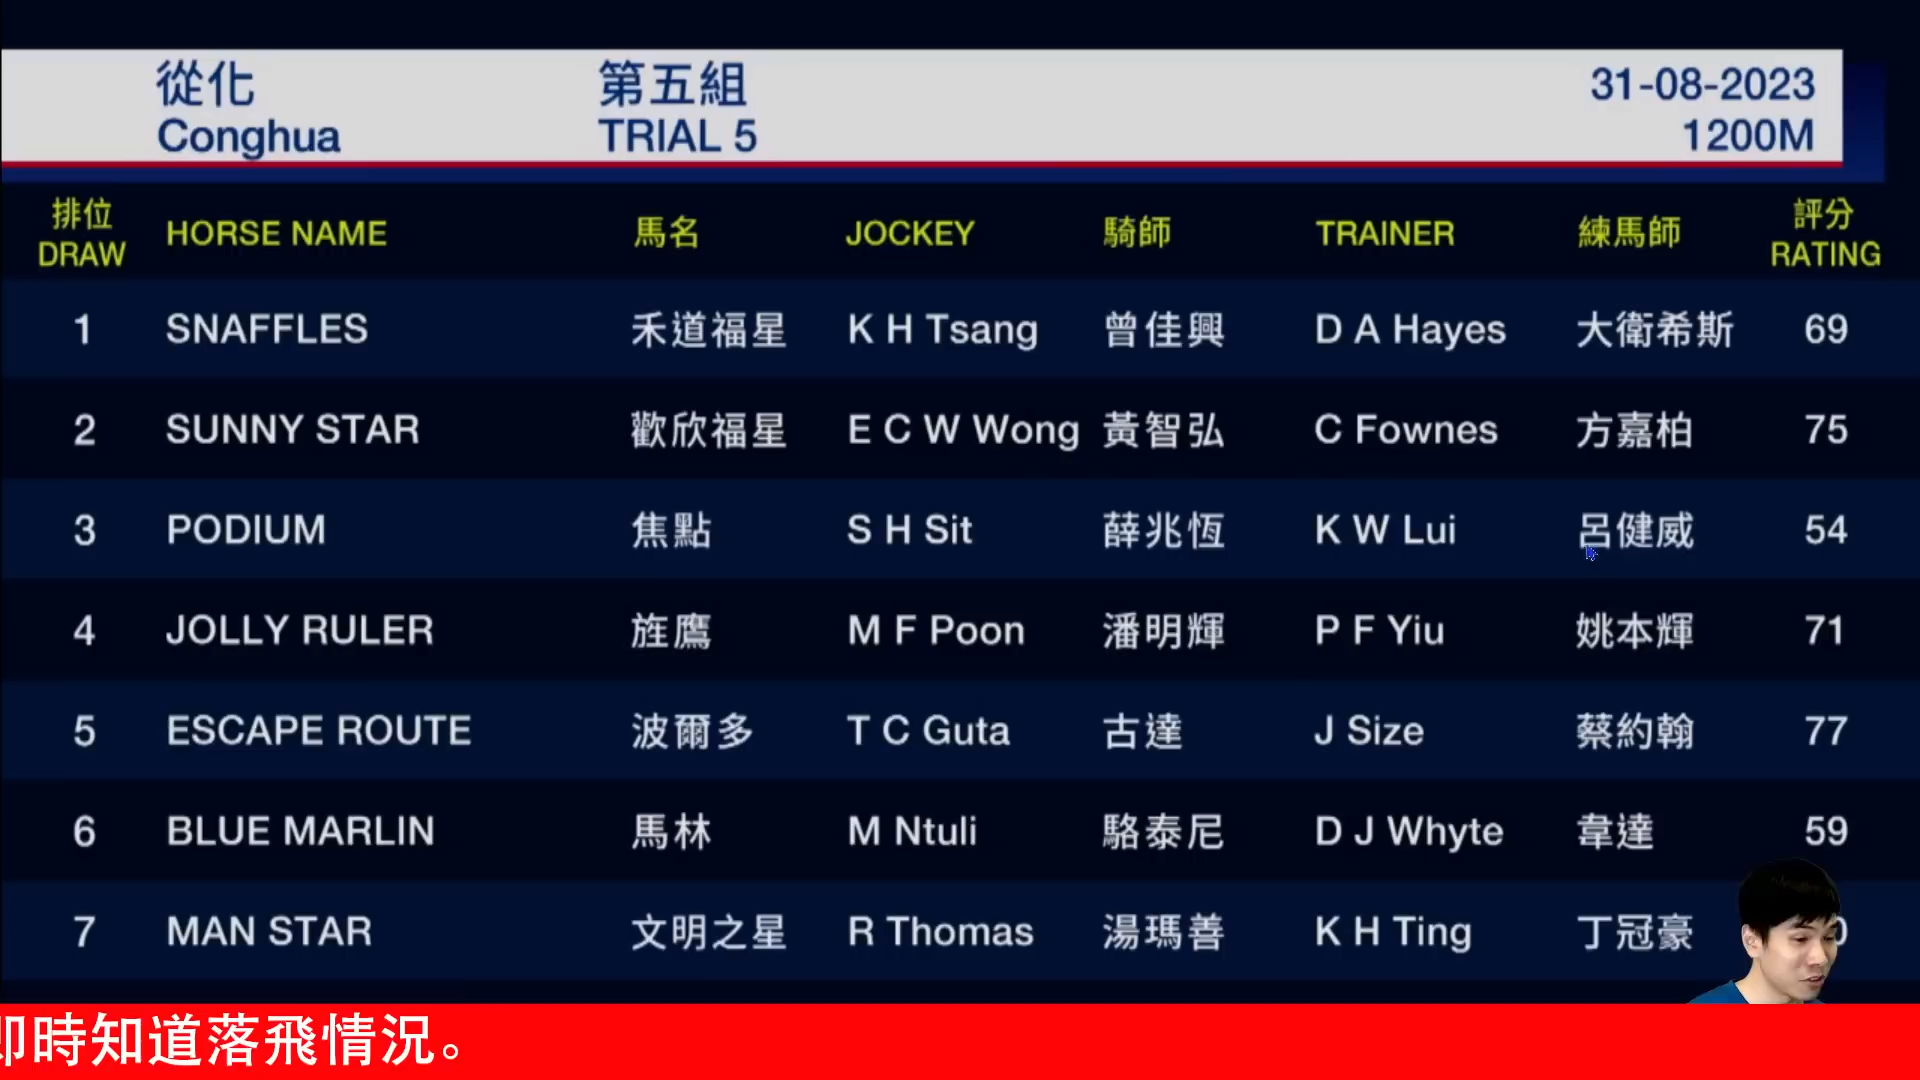 從化 第五組 31-08-2023
Conghua TRIAL 5 1200M
排位 DRAW HORSE NAME 馬名 JOCKEY 騎師 TRAINER 練馬師 評分 RATING
1 SNAFFLES 禾道福星 K H Tsang 曾佳興 D A Hayes 大衛希斯 69
2 SUNNY STAR 歡欣福星 E C W Wong 黃智弘 C Fownes 方嘉柏 75
3 PODIUM 焦點 S H Sit 薛兆恆 K W Lui 呂健威 54
4 JOLLY RULER 旌鷹 M F Poon 潘明輝 P F Yiu 姚本輝 71
5 ESCAPE ROUTE 波爾多 T C Guta 古達 J Size 蔡約翰 77
6 BLUE MARLIN 馬林 M Ntuli 駱泰尼 D J Whyte 韋達 59
7 MAN STAR 文明之星 R Thomas 湯瑪善 K H Ting 丁冠豪
即時知道落飛情況。